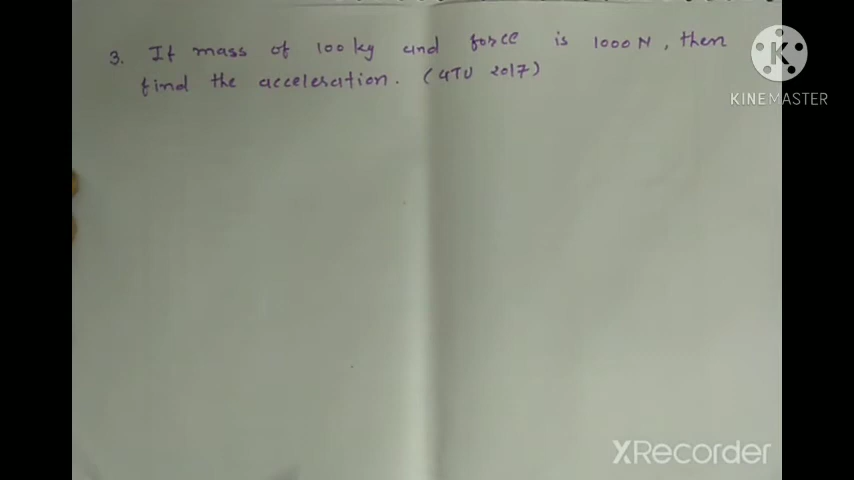 3. If mass of 100 kg and force is 1000 N, then
find the acceleration. (GTU 2017)
K
KINEMASTER
XRecorder